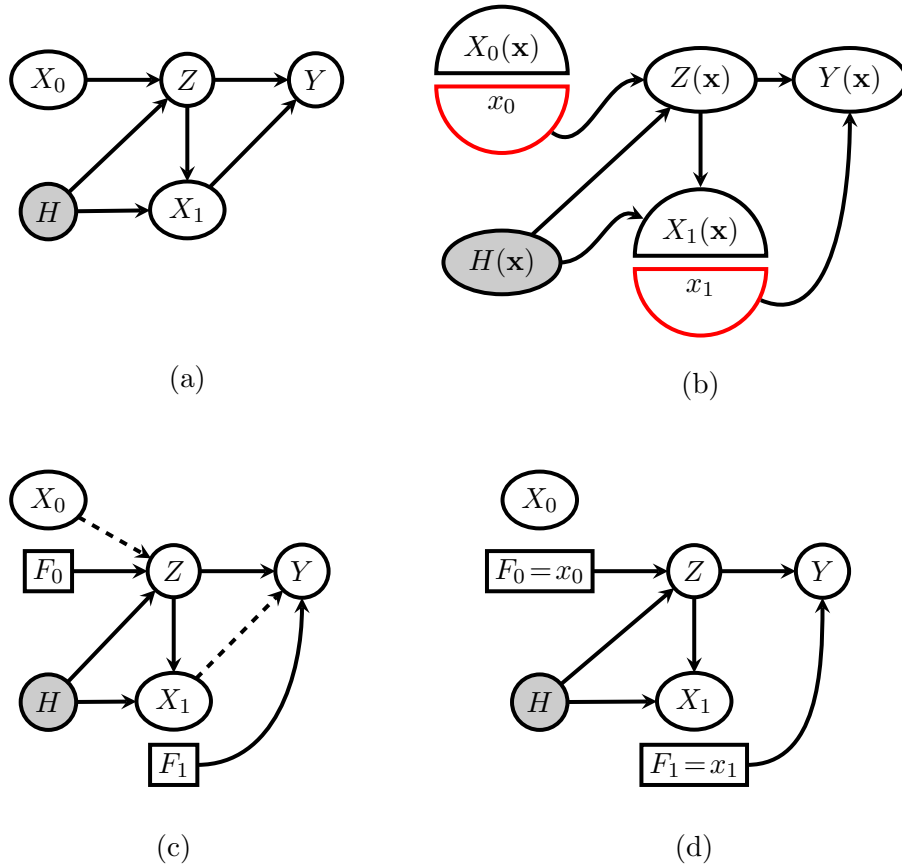 X₀
Z
Y
H
X₁
(a)
X₀(𝐱)
x₀
Z(𝐱)
Y(𝐱)
H(𝐱)
X₁(𝐱)
x₁
(b)
X₀
F₀
Z
Y
H
X₁
F₁
(c)
X₀
F₀ = x₀
Z
Y
H
X₁
F₁ = x₁
(d)